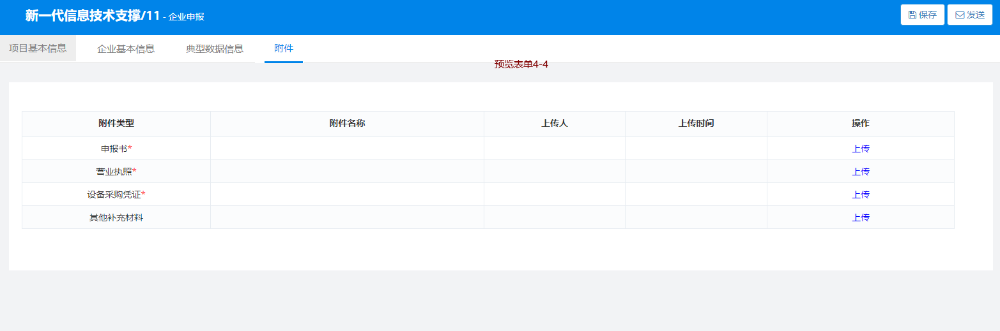 新一代信息技术支撑/11 - 企业申报 保存 发送
项目基本信息 企业基本信息 典型数据信息 附件
预览表单4-4
附件类型 附件名称 上传人 上传时间 操作
申报书* 上传
营业执照* 上传
设备采购凭证* 上传
其他补充材料 上传